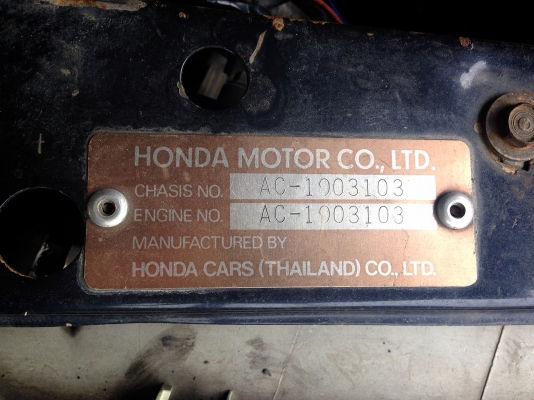 HONDA MOTOR CO., LTD.
CHASIS NO. AC-1903103
ENGINE NO. AC-1903103
MANUFACTURED BY
HONDA CARS (THAILAND) CO., LTD.